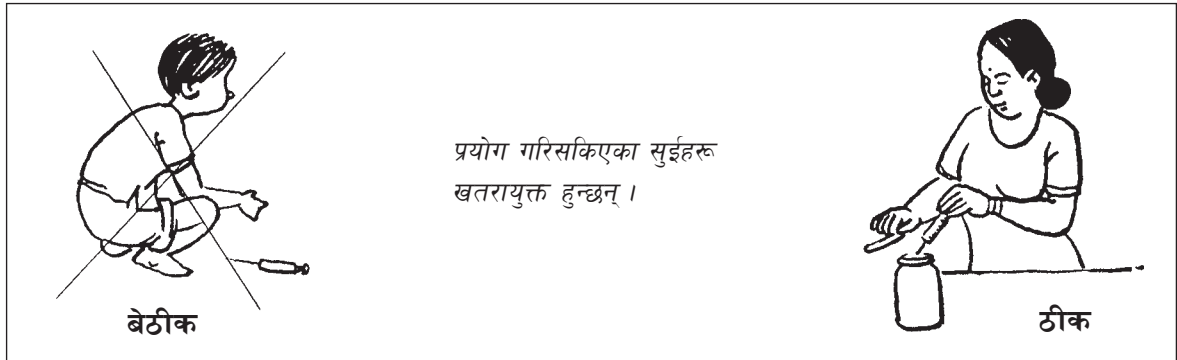 प्रयोग गरिसकिएका सुईहरू
खतरायुक्त हुन्छन् ।
बेठीक
ठीक